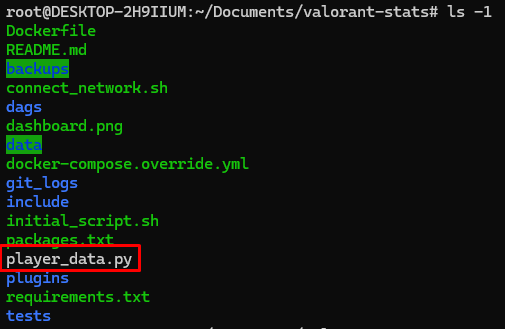 root@DESKTOP-2H9IIUM:~/Documents/valorant-stats# ls -1
Dockerfile
README.md
backups
connect_network.sh
dags
dashboard.png
data
docker-compose.override.yml
git_logs
include
initial_script.sh
packages.txt
player_data.py
plugins
requirements.txt
tests